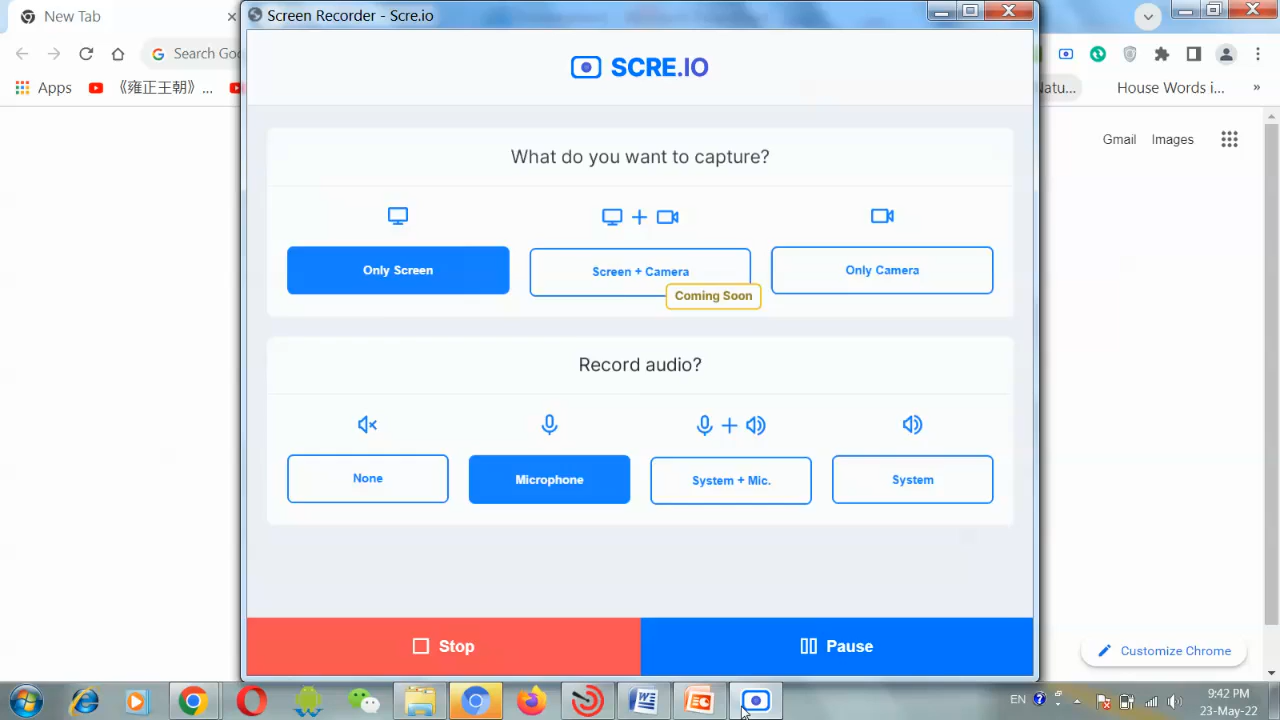 New Tab
Screen Recorder - Scre.io
Search Goo
Apps
《雍正王朝》...
Natu...
House Words i...
»
SCRE.IO
Gmail
Images
What do you want to capture?
Only Screen
Screen + Camera
Only Camera
Coming Soon
Record audio?
None
Microphone
System + Mic.
System
Stop
Pause
Customize Chrome
EN
9:42 PM
23-May-22